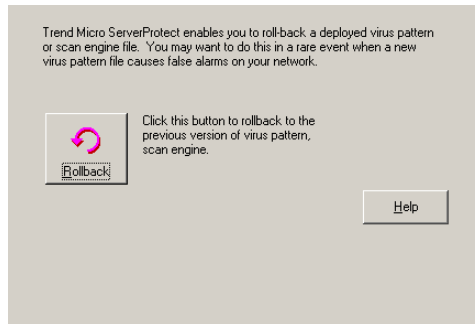 Trend Micro ServerProtect enables you to roll-back a deployed virus pattern
or scan engine file. You may want to do this in a rare event when a new
virus pattern file causes false alarms on your network.
Click this button to rollback to the
previous version of virus pattern,
scan engine.
Rollback
Help